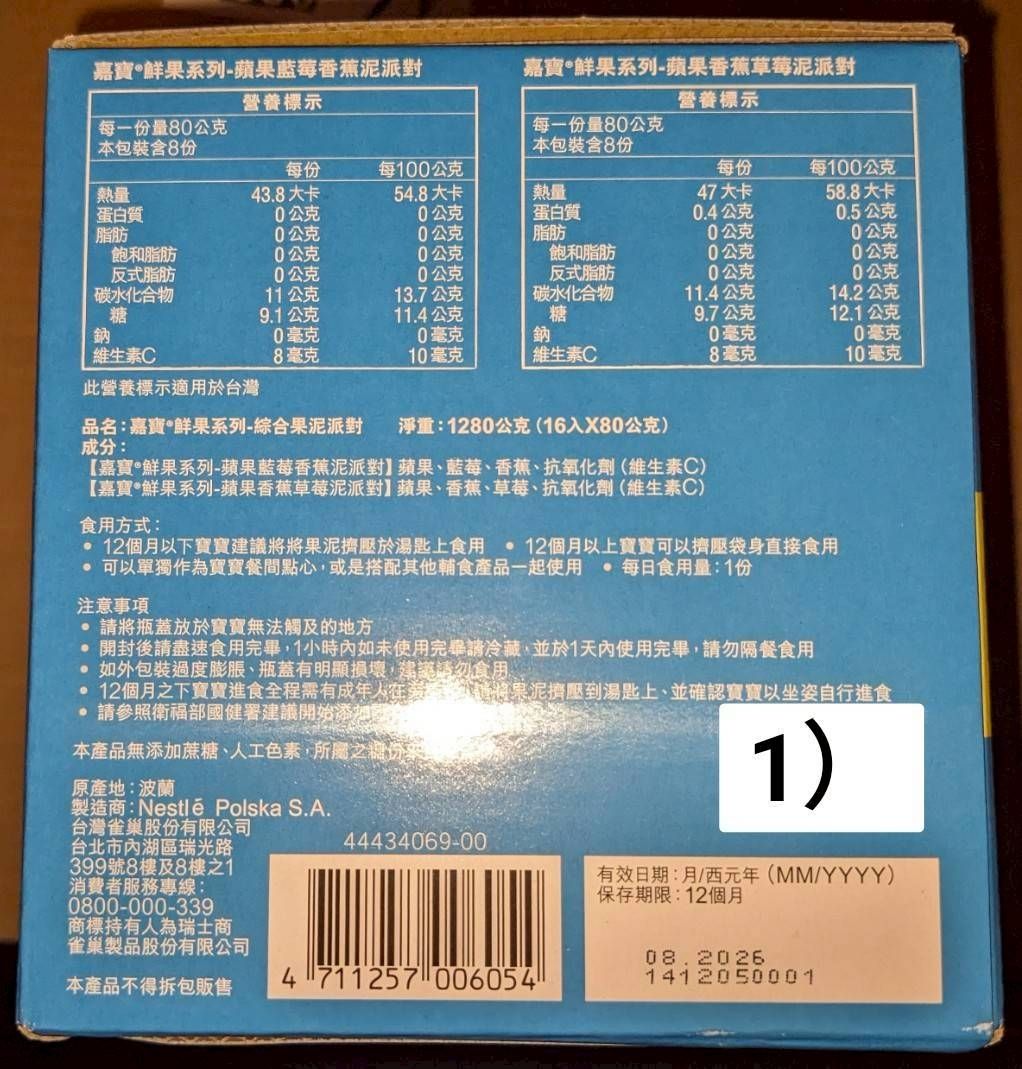 嘉寶®鮮果系列-蘋果藍莓香蕉泥派對
營養標示
每一份量80公克
本包裝含8份
每份 每100公克
熱量 43.8 大卡 54.8 大卡
蛋白質 0 公克 0 公克
脂肪 0 公克 0 公克
飽和脂肪 0 公克 0 公克
反式脂肪 0 公克 0 公克
碳水化合物 11 公克 13.7 公克
糖 9.1 公克 11.4 公克
鈉 0 毫克 0 毫克
維生素C 8 毫克 10 毫克
嘉寶®鮮果系列-蘋果香蕉草莓泥派對
營養標示
每一份量80公克
本包裝含8份
每份 每100公克
熱量 47 大卡 58.8 大卡
蛋白質 0.4 公克 0.5 公克
脂肪 0 公克 0 公克
飽和脂肪 0 公克 0 公克
反式脂肪 0 公克 0 公克
碳水化合物 11.4 公克 14.2 公克
糖 9.7 公克 12.1 公克
鈉 0 毫克 0 毫克
維生素C 8 毫克 10 毫克
此營養標示適用於台灣
品名：嘉寶®鮮果系列-綜合果泥派對 淨重：1280公克（16入X80公克）
成分：
【嘉寶®鮮果系列-蘋果藍莓香蕉泥派對】蘋果、藍莓、香蕉、抗氧化劑（維生素C）
【嘉寶®鮮果系列-蘋果香蕉草莓泥派對】蘋果、香蕉、草莓、抗氧化劑（維生素C）
食用方式：
• 12個月以下寶寶建議將將果泥擠壓於湯匙上食用 • 12個月以上寶寶可以擠壓袋身直接食用
• 可以單獨作為寶寶餐間點心，或是搭配其他輔食產品一起使用 • 每日食用量：1份
注意事項
• 請將瓶蓋放於寶寶無法觸及的地方
• 開封後請盡速食用完畢，1小時內如未使用完畢請冷藏，並於1天內使用完畢，請勿隔餐食用
• 如外包裝過度膨脹、瓶蓋有明顯損壞，建議請勿食用
• 12個月之下寶寶進食全程需有成年人在 果泥擠壓到湯匙上、並確認寶寶以坐姿自行進食
• 請參照衛福部國健署建議開始添加
本產品無添加蔗糖、人工色素，所屬之
原產地：波蘭
製造商：Nestlé Polska S.A.
台灣雀巢股份有限公司
台北市內湖區瑞光路
399號8樓及8樓之1
消費者服務專線：
0800-000-339
商標持有人為瑞士商
雀巢製品股份有限公司
本產品不得拆包販售
44434069-00
4 711257 006054
1）
有效日期：月/西元年（MM/YYYY）
保存期限：12個月
08.2026
1412050001